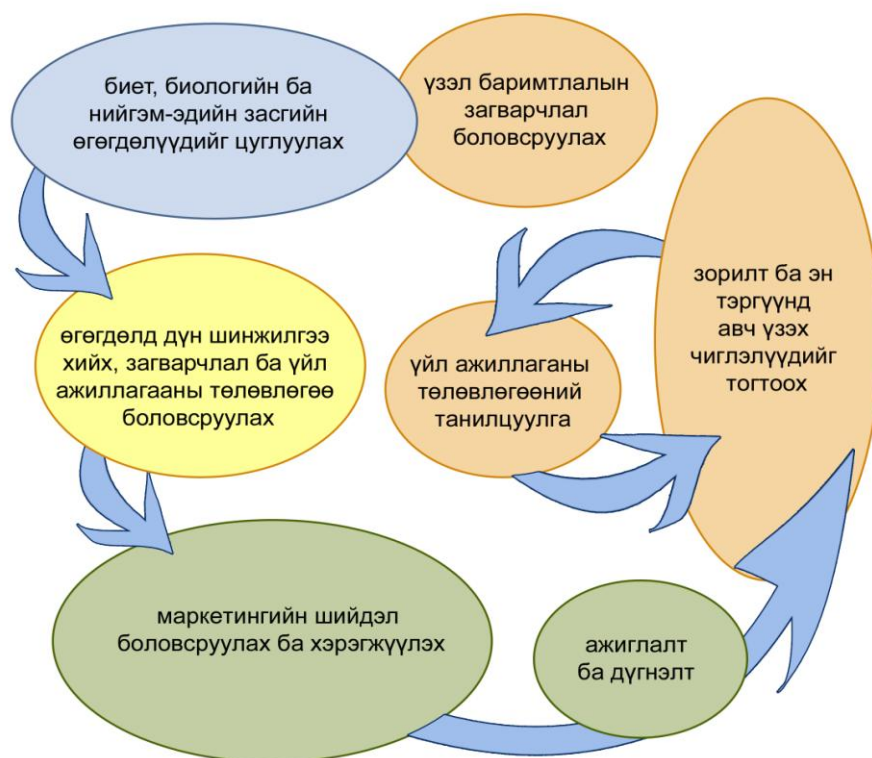 биет, биологийн ба
нийгэм-эдийн засгийн
өгөгдөлүүдийг цуглуулах
үзэл баримтлалын
загварчлал
боловсруулах
өгөгдөлд дүн шинжилгээ
хийх, загварчлал ба үйл
ажиллагааны төлөвлөгөө
боловсруулах
үйл ажиллаганы
төлөвлөгөөний
танилцуулга
зорилт ба эн
тэргүүнд
авч үзэх
чиглэлүүдийг
тогтоох
маркетингийн шийдэл
боловсруулах ба хэрэгжүүлэх
ажиглалт
ба дүгнэлт